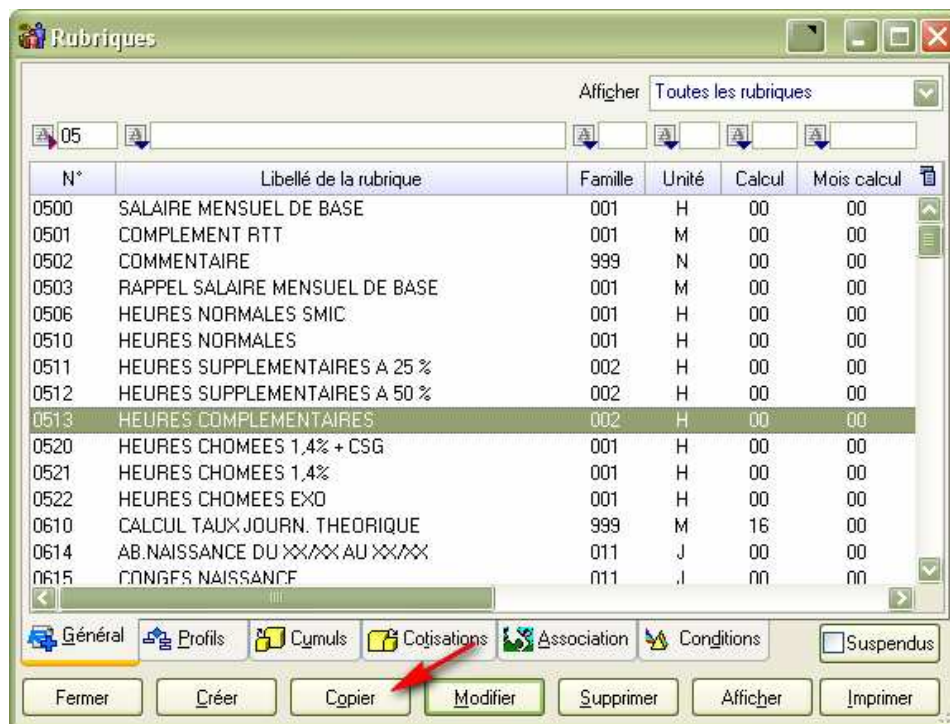 Rubriques
Afficher Toutes les rubriques
05
N° Libellé de la rubrique Famille Unité Calcul Mois calcul
0500 SALAIRE MENSUEL DE BASE 001 H 00 00
0501 COMPLEMENT RTT 001 M 00 00
0502 COMMENTAIRE 999 N 00 00
0503 RAPPEL SALAIRE MENSUEL DE BASE 001 M 00 00
0506 HEURES NORMALES SMIC 001 H 00 00
0510 HEURES NORMALES 001 H 00 00
0511 HEURES SUPPLEMENTAIRES A 25 % 002 H 00 00
0512 HEURES SUPPLEMENTAIRES A 50 % 002 H 00 00
0513 HEURES COMPLEMENTAIRES 002 H 00 00
0520 HEURES CHOMEES 1,4% + CSG 001 H 00 00
0521 HEURES CHOMEES 1,4% 001 H 00 00
0522 HEURES CHOMEES EXO 001 H 00 00
0610 CALCUL TAUX JOURN. THEORIQUE 999 M 16 00
0614 AB.NAISSANCE DU XX/XX AU XX/XX 011 J 00 00
0615 CONGES NAISSANCE 011 J 00 00
Général Profils Cumuls Cotisations Association Conditions Suspendus
Fermer Créer Copier Modifier Supprimer Afficher Imprimer